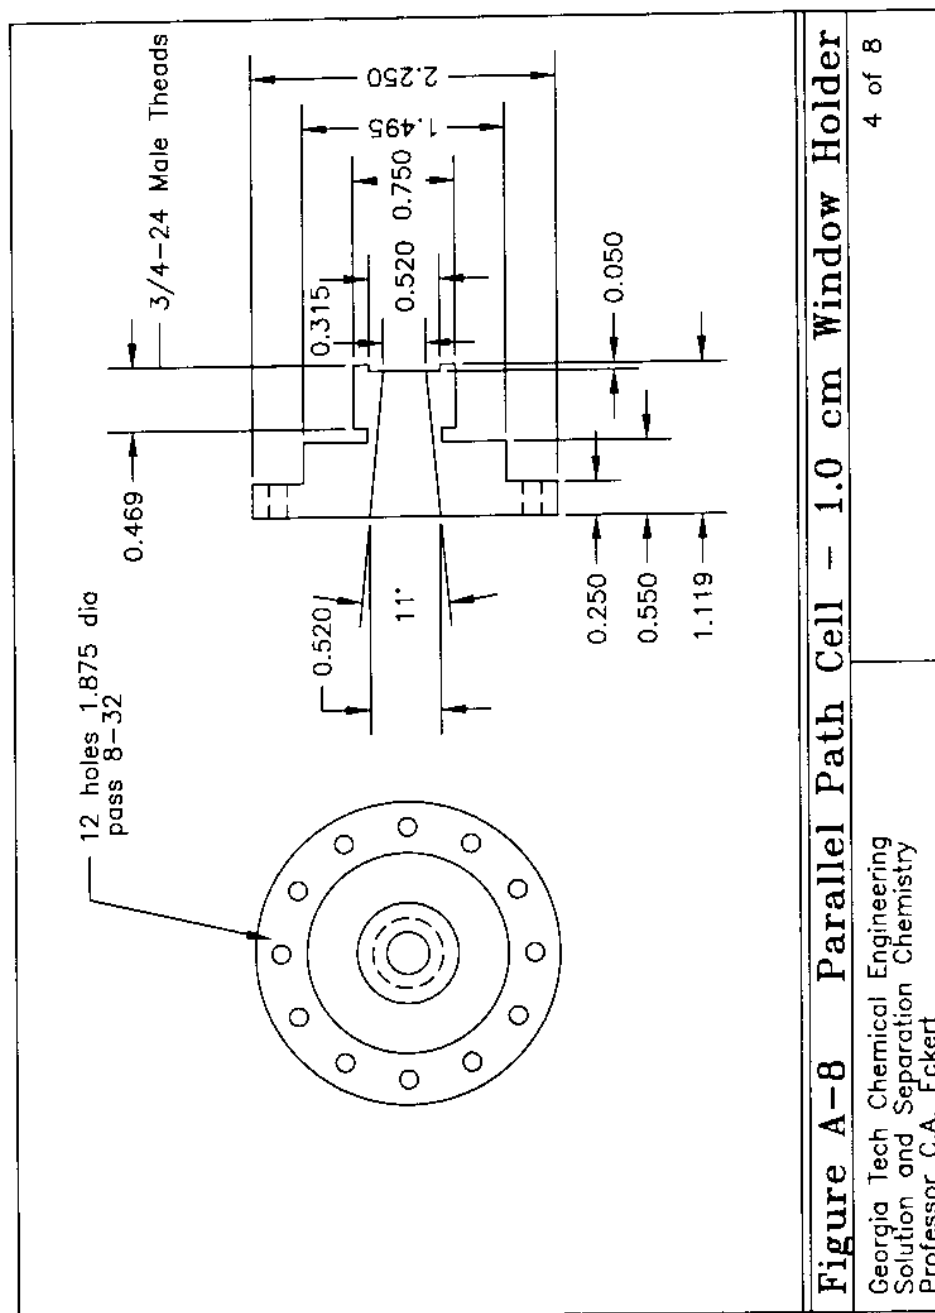 12 holes 1.875 dia
pass 8-32
0.469
3/4-24 Male Theads
0.315
0.520
0.750
1.495
2.250
0.520
11°
0.050
0.250
0.550
1.119
Figure A-8 Parallel Path Cell - 1.0 cm Window Holder
Georgia Tech Chemical Engineering
Solution and Separation Chemistry
Professor C.A. Eckert
4 of 8